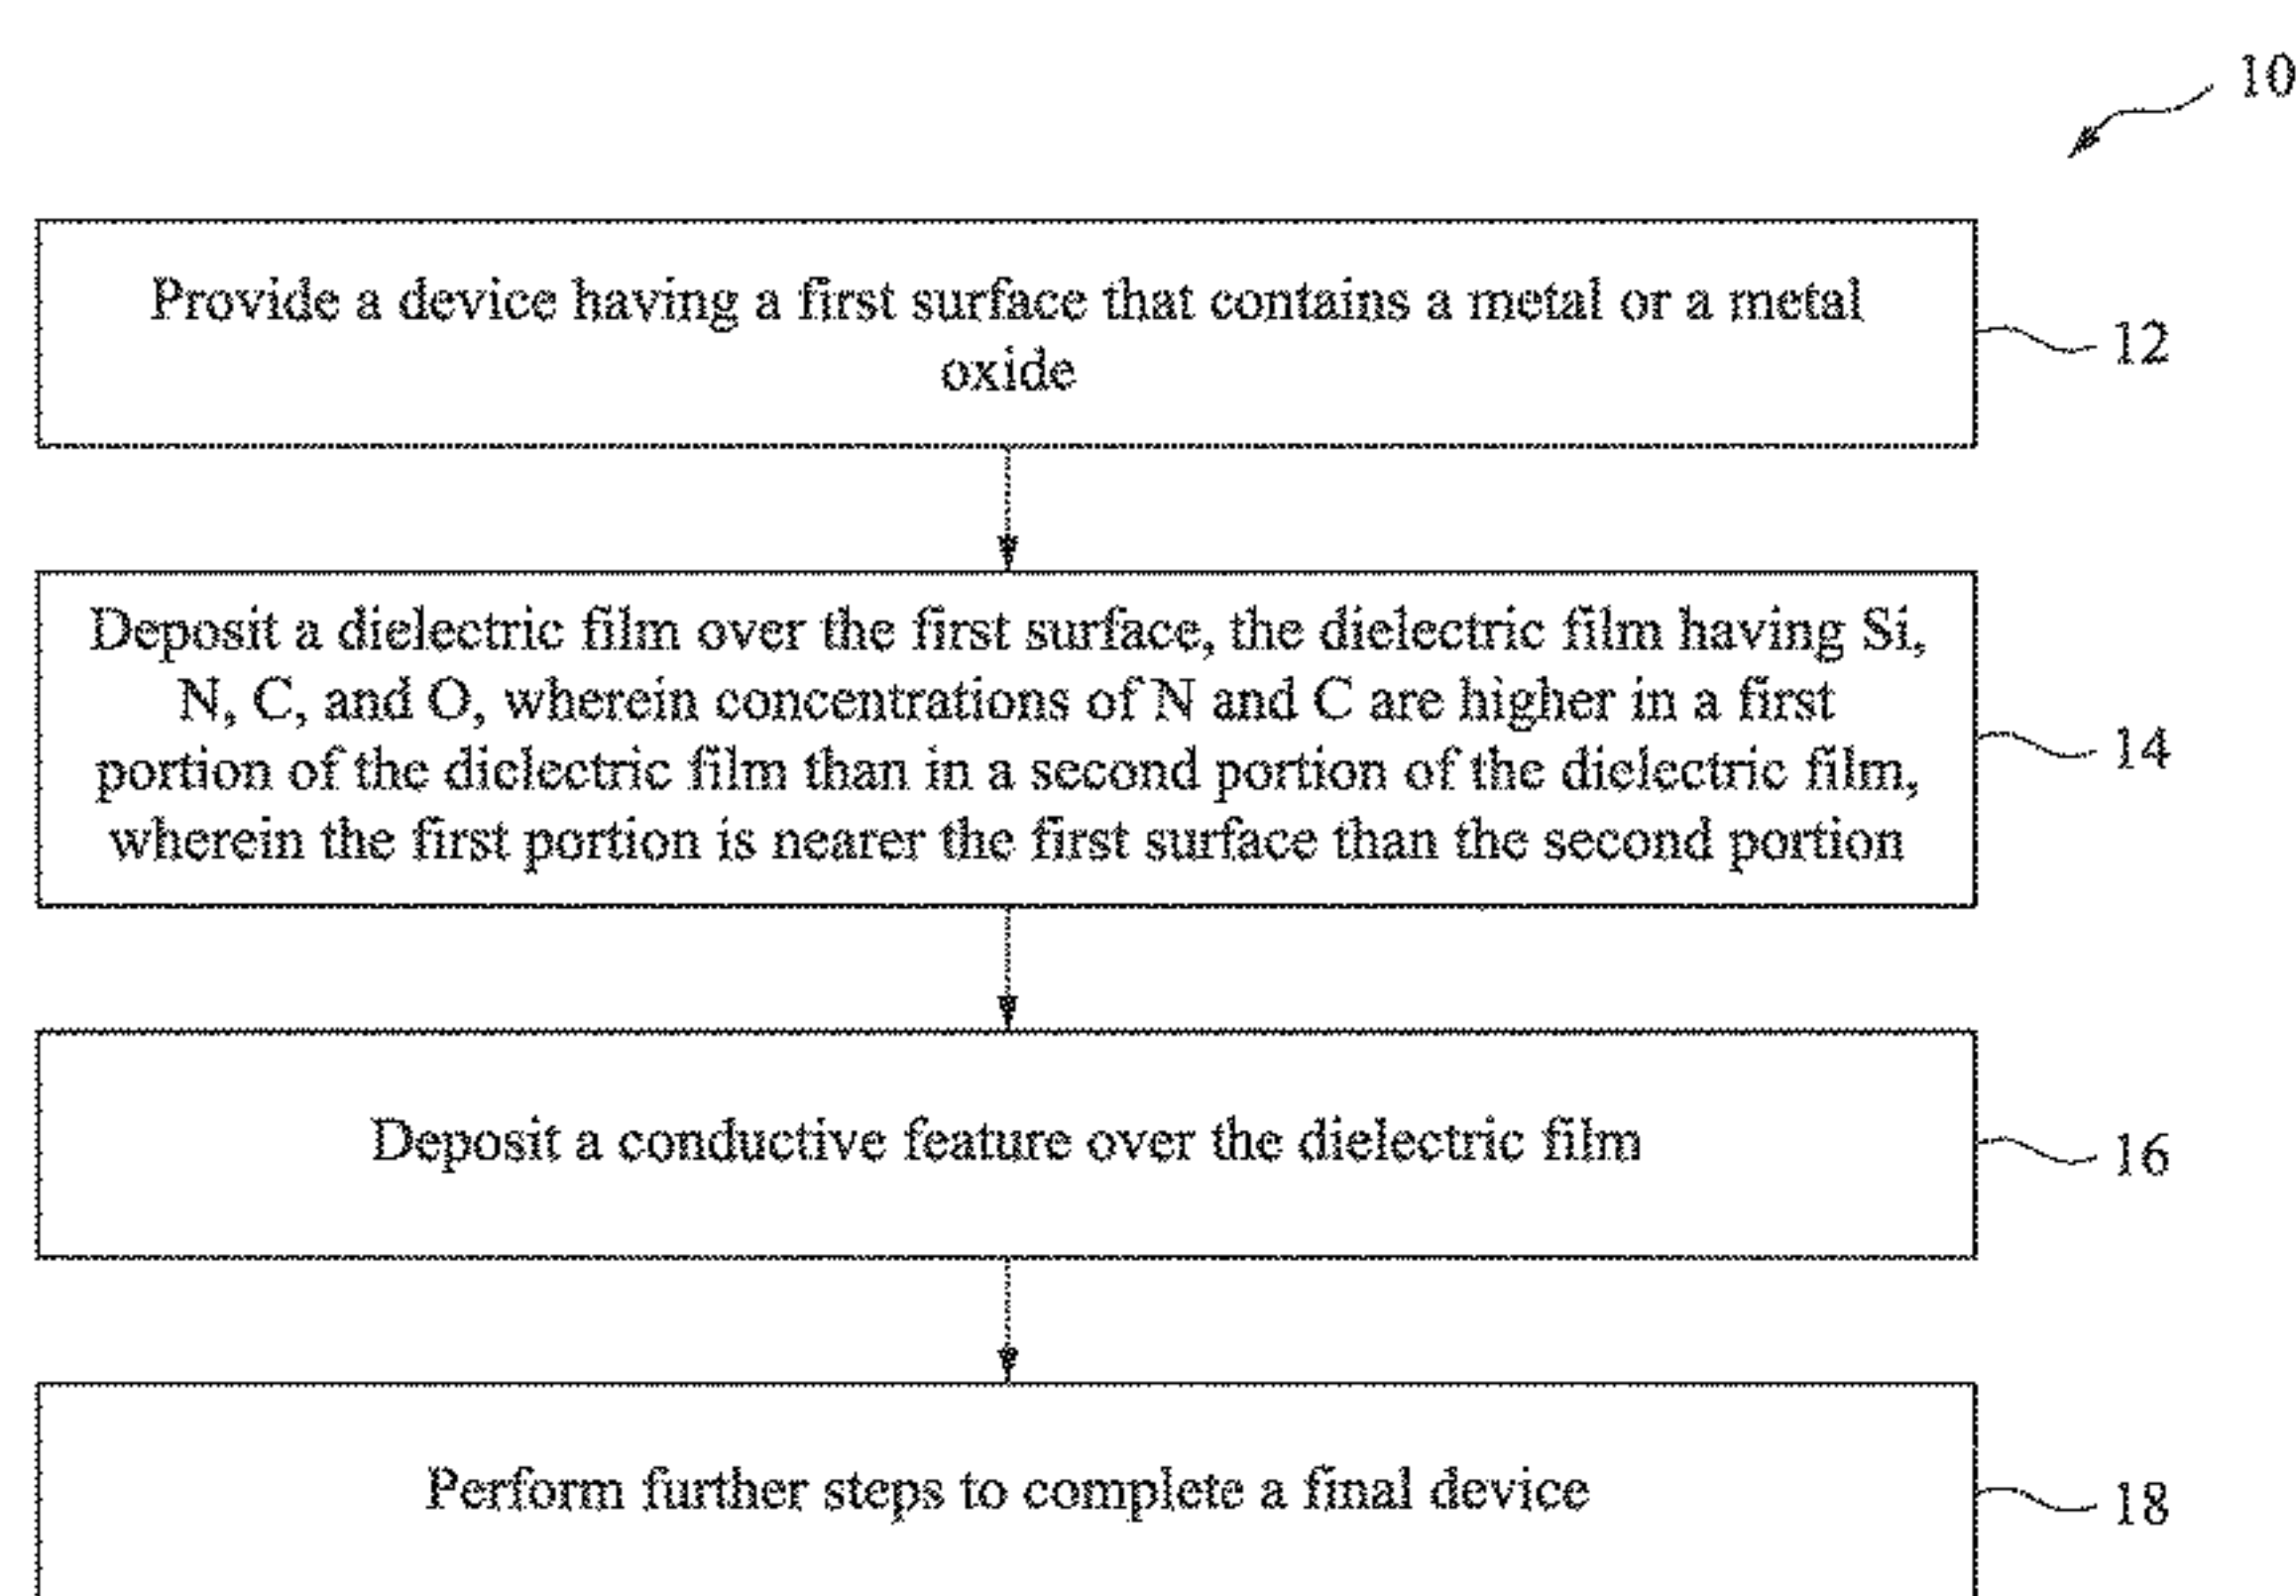 10
Provide a device having a first surface that contains a metal or a metal
oxide
12
Deposit a dielectric film over the first surface, the dielectric film having Si,
N, C, and O, wherein concentrations of N and C are higher in a first
portion of the dielectric film than in a second portion of the dielectric film,
wherein the first portion is nearer the first surface than the second portion
14
Deposit a conductive feature over the dielectric film
16
Perform further steps to complete a final device
18